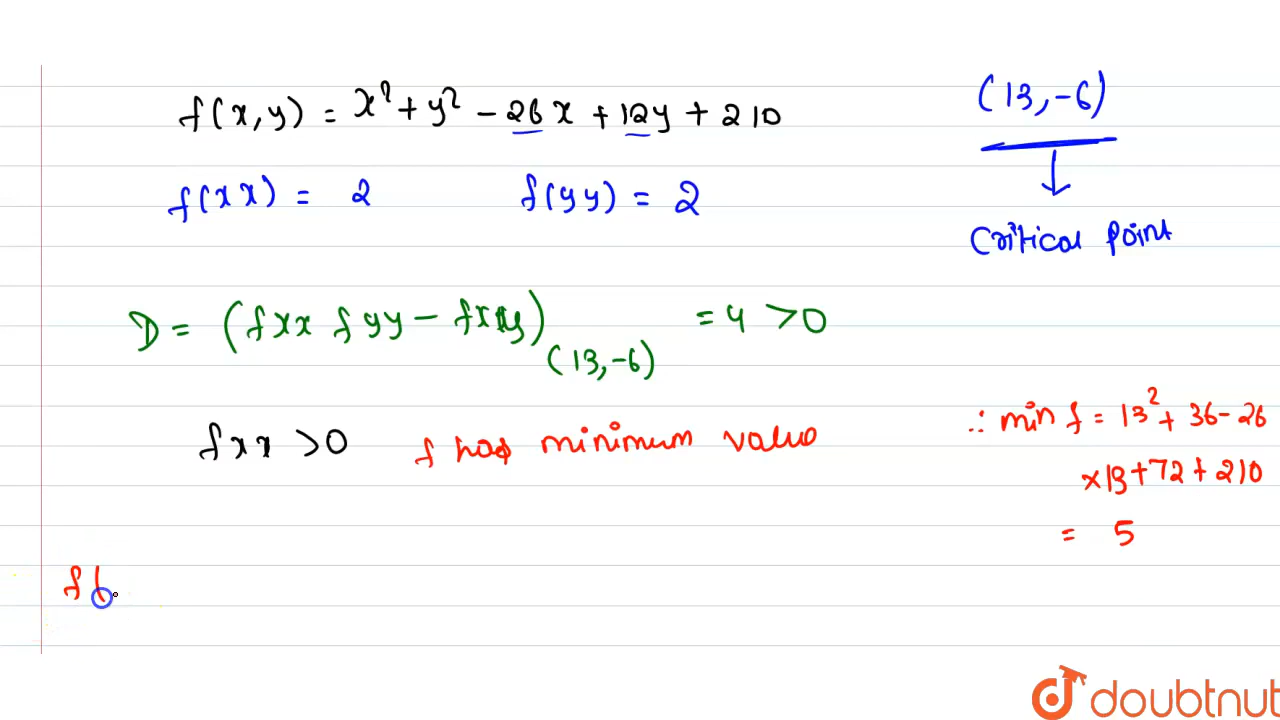 f(x,y) = x² + y² - 26x + 12y + 210
(13,-6)
f(xx) = 2 f(yy) = 2
Critical Point
D = (fxx fyy - fxy)(13,-6) = 4 >0
fxx >0 f has minimum value
∴ min f = 13² + 36 - 26
×13 + 72 + 210
= 5
f(
doubtnut